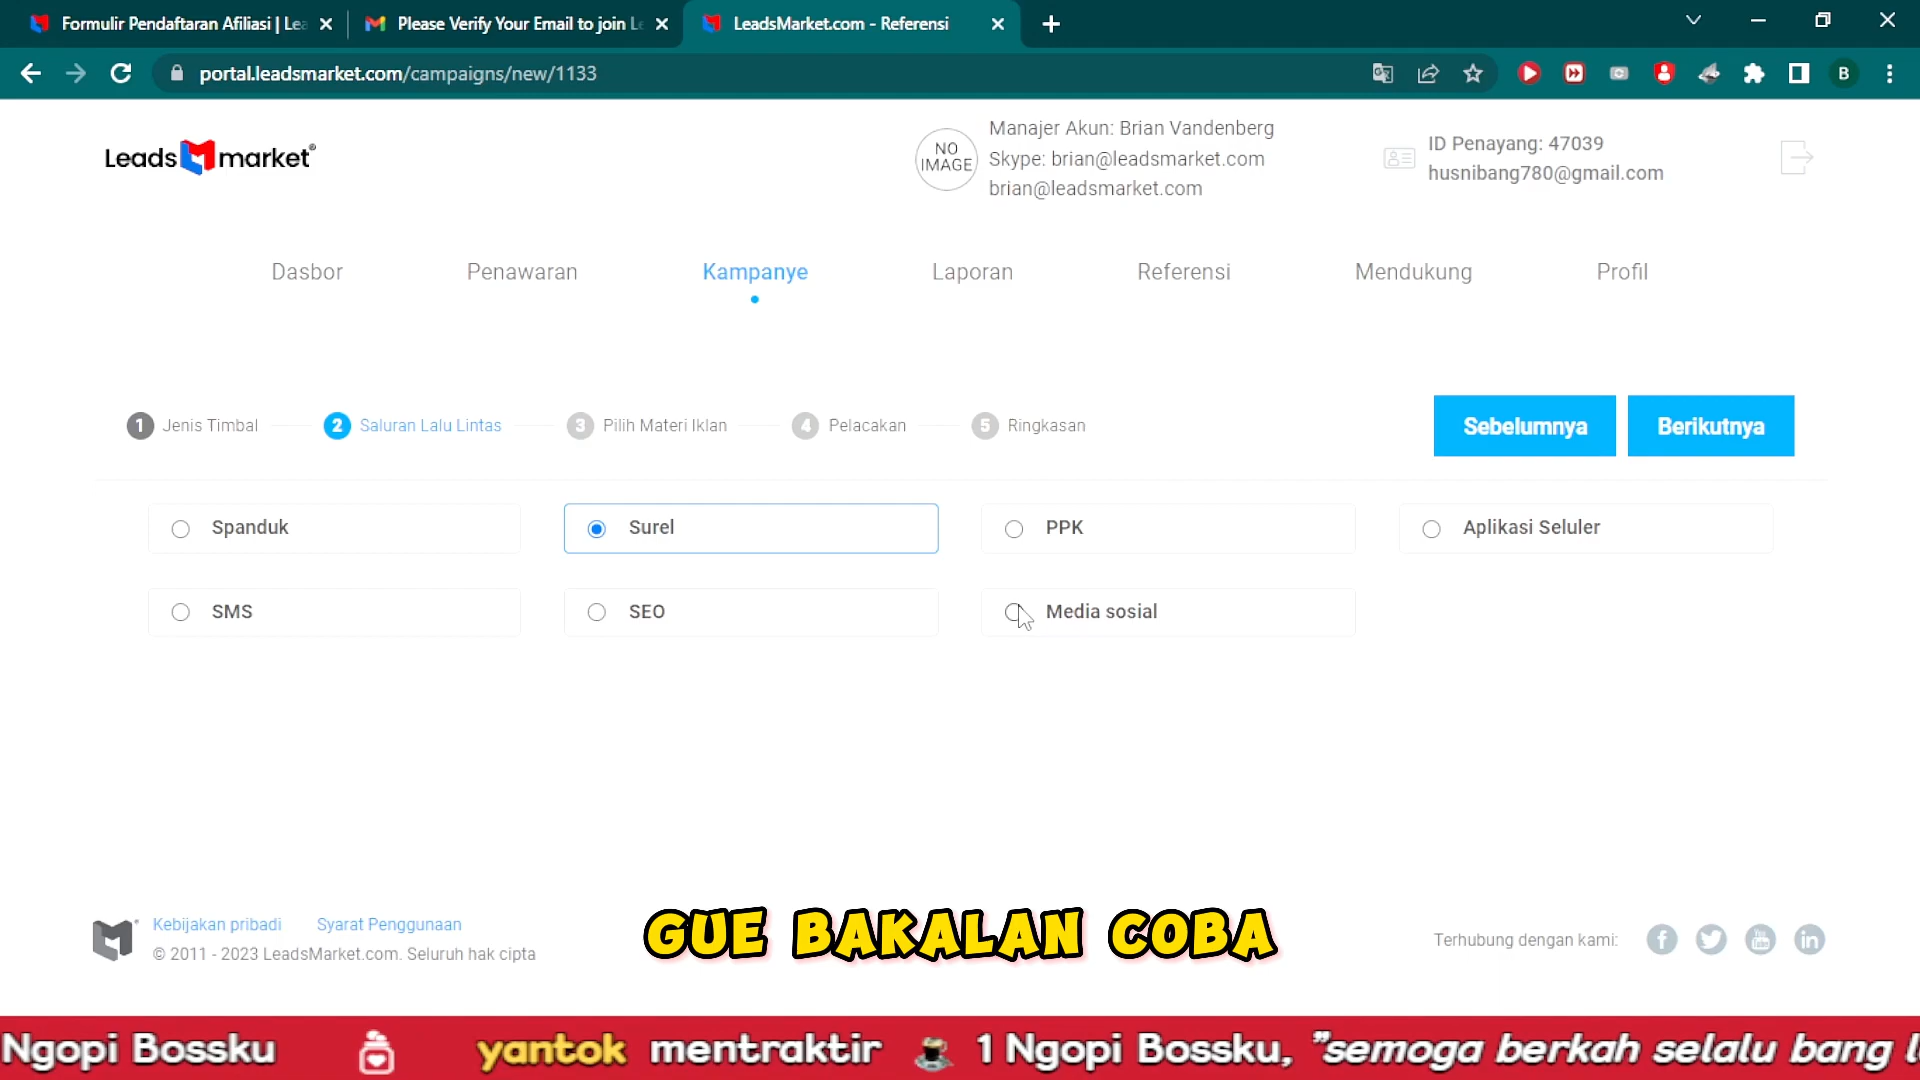 Formulir Pendaftaran Afiliasi | Lea
Please Verify Your Email to join Le
LeadsMarket.com - Referensi
portal.leadsmarket.com/campaigns/new/1133
B
Leads market®
NO IMAGE
Manajer Akun: Brian Vandenberg
Skype: brian@leadsmarket.com
brian@leadsmarket.com
ID Penayang: 47039
husnibang780@gmail.com
Dasbor Penawaran Kampanye Laporan Referensi Mendukung Profil
1 Jenis Timbal 2 Saluran Lalu Lintas 3 Pilih Materi Iklan 4 Pelacakan 5 Ringkasan
Sebelumnya Berikutnya
Spanduk Surel PPK Aplikasi Seluler
SMS SEO Media sosial
Kebijakan pribadi Syarat Penggunaan
© 2011 - 2023 LeadsMarket.com. Seluruh hak cipta
GUE BAKALAN COBA
Terhubung dengan kami:
Ngopi Bossku yantok mentraktir 1 Ngopi Bossku, "semoga berkah selalu bang